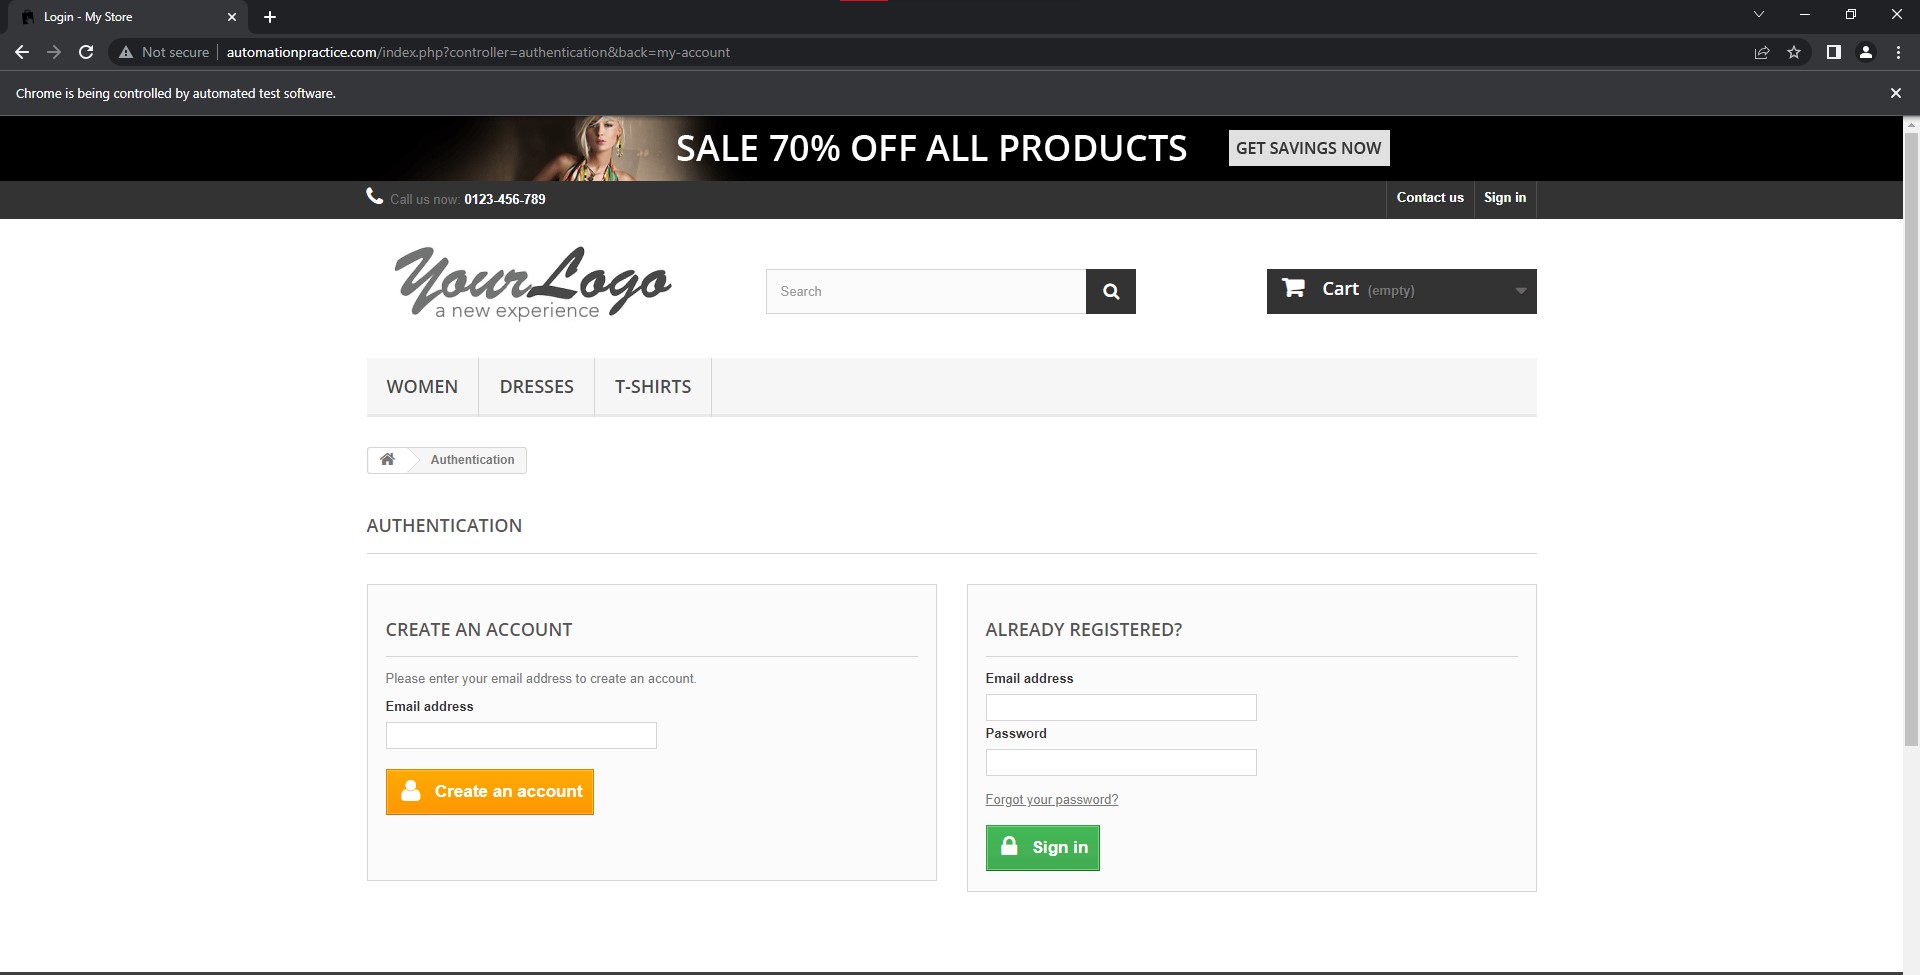 Login - My Store
Not secure automationpractice.com/index.php?controller=authentication&back=my-account
Chrome is being controlled by automated test software.
SALE 70% OFF ALL PRODUCTS GET SAVINGS NOW
Call us now: 0123-456-789 Contact us Sign in
YourLogo
a new experience
Search
Cart (empty)
WOMEN DRESSES T-SHIRTS
Authentication
AUTHENTICATION
CREATE AN ACCOUNT
Please enter your email address to create an account.
Email address
Create an account
ALREADY REGISTERED?
Email address
Password
Forgot your password?
Sign in